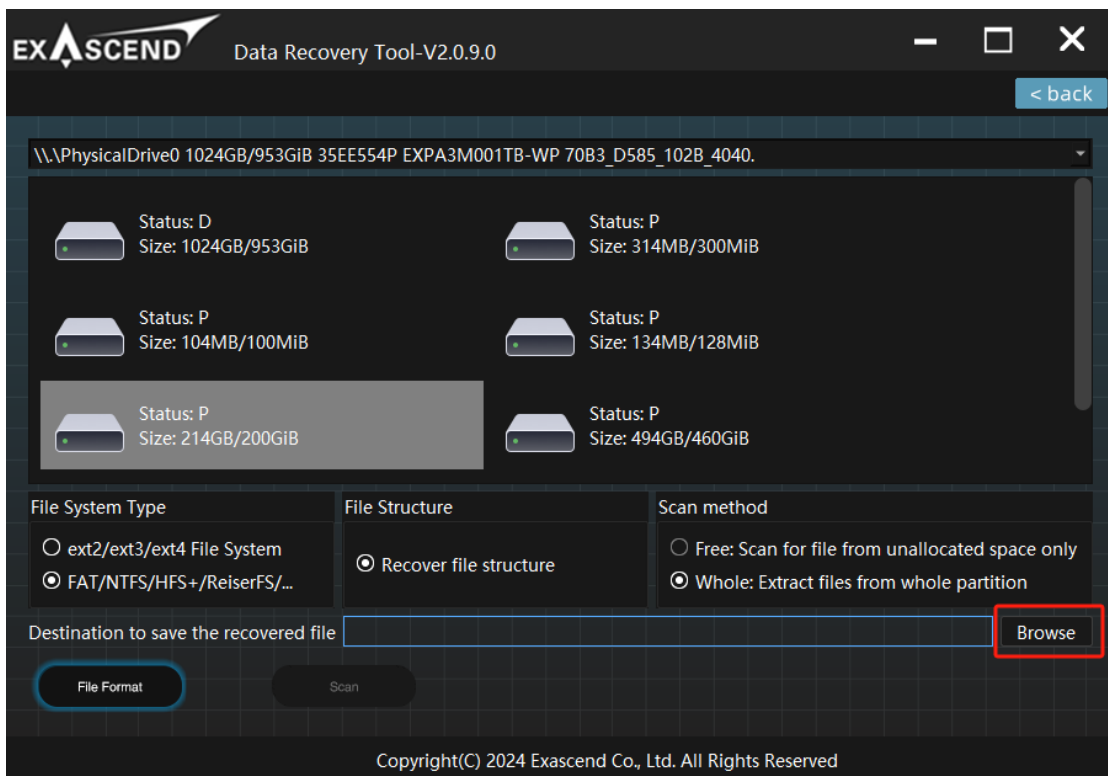 EXASCEND
Data Recovery Tool-V2.0.9.0
< back
\\.\PhysicalDrive0 1024GB/953GiB 35EE554P EXPA3M001TB-WP 70B3_D585_102B_4040.
Status: D
Size: 1024GB/953GiB
Status: P
Size: 314MB/300MiB
Status: P
Size: 104MB/100MiB
Status: P
Size: 134MB/128MiB
Status: P
Size: 214GB/200GiB
Status: P
Size: 494GB/460GiB
File System Type
ext2/ext3/ext4 File System
FAT/NTFS/HFS+/ReiserFS/...
File Structure
Recover file structure
Scan method
Free: Scan for file from unallocated space only
Whole: Extract files from whole partition
Destination to save the recovered file
Browse
File Format
Scan
Copyright(C) 2024 Exascend Co., Ltd. All Rights Reserved